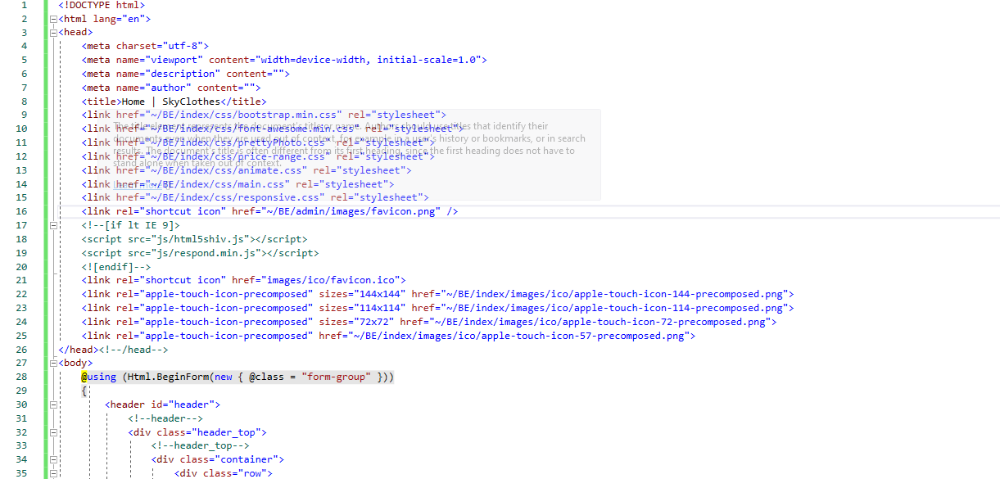 1 <!DOCTYPE html>
2 <html lang="en">
3 <head>
4 <meta charset="utf-8">
5 <meta name="viewport" content="width=device-width, initial-scale=1.0">
6 <meta name="description" content="">
7 <meta name="author" content="">
8 <title>Home | SkyClothes</title>
9 <link href="~/BE/index/css/bootstrap.min.css" rel="stylesheet">
10 <link href="~/BE/index/css/font-awesome.min.css" rel="stylesheet">
11 <link href="~/BE/index/css/prettyPhoto.css" rel="stylesheet">
12 <link href="~/BE/index/css/price-range.css" rel="stylesheet">
13 <link href="~/BE/index/css/animate.css" rel="stylesheet">
14 <link href="~/BE/index/css/main.css" rel="stylesheet">
15 <link href="~/BE/index/css/responsive.css" rel="stylesheet">
The title element represents the document's title or name. Authors should use titles that identify their
documents even when they are used out of context, for example in a user's history or bookmarks, or in search
results. The document's title is often different from its first heading, since the first heading does not have to
stand alone when taken out of context.
16 <link rel="shortcut icon" href="~/BE/admin/images/favicon.png" />
17 <!--[if lt IE 9]>
18 <script src="js/html5shiv.js"></script>
19 <script src="js/respond.min.js"></script>
20 <![endif]-->
21 <link rel="shortcut icon" href="images/ico/favicon.ico">
22 <link rel="apple-touch-icon-precomposed" sizes="144x144" href="~/BE/index/images/ico/apple-touch-icon-144-precomposed.png">
23 <link rel="apple-touch-icon-precomposed" sizes="114x114" href="~/BE/index/images/ico/apple-touch-icon-114-precomposed.png">
24 <link rel="apple-touch-icon-precomposed" sizes="72x72" href="~/BE/index/images/ico/apple-touch-icon-72-precomposed.png">
25 <link rel="apple-touch-icon-precomposed" href="~/BE/index/images/ico/apple-touch-icon-57-precomposed.png">
26 </head><!--/head-->
27 <body>
28 @using (Html.BeginForm(new { @class = "form-group" }))
29 {
30 <header id="header">
31 <!--header-->
32 <div class="header_top">
33 <!--header_top-->
34 <div class="container">
35 <div class="row">